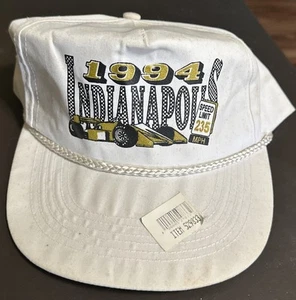 1994
INDIANAPOLIS
SPEED
LIMIT
235
MPH